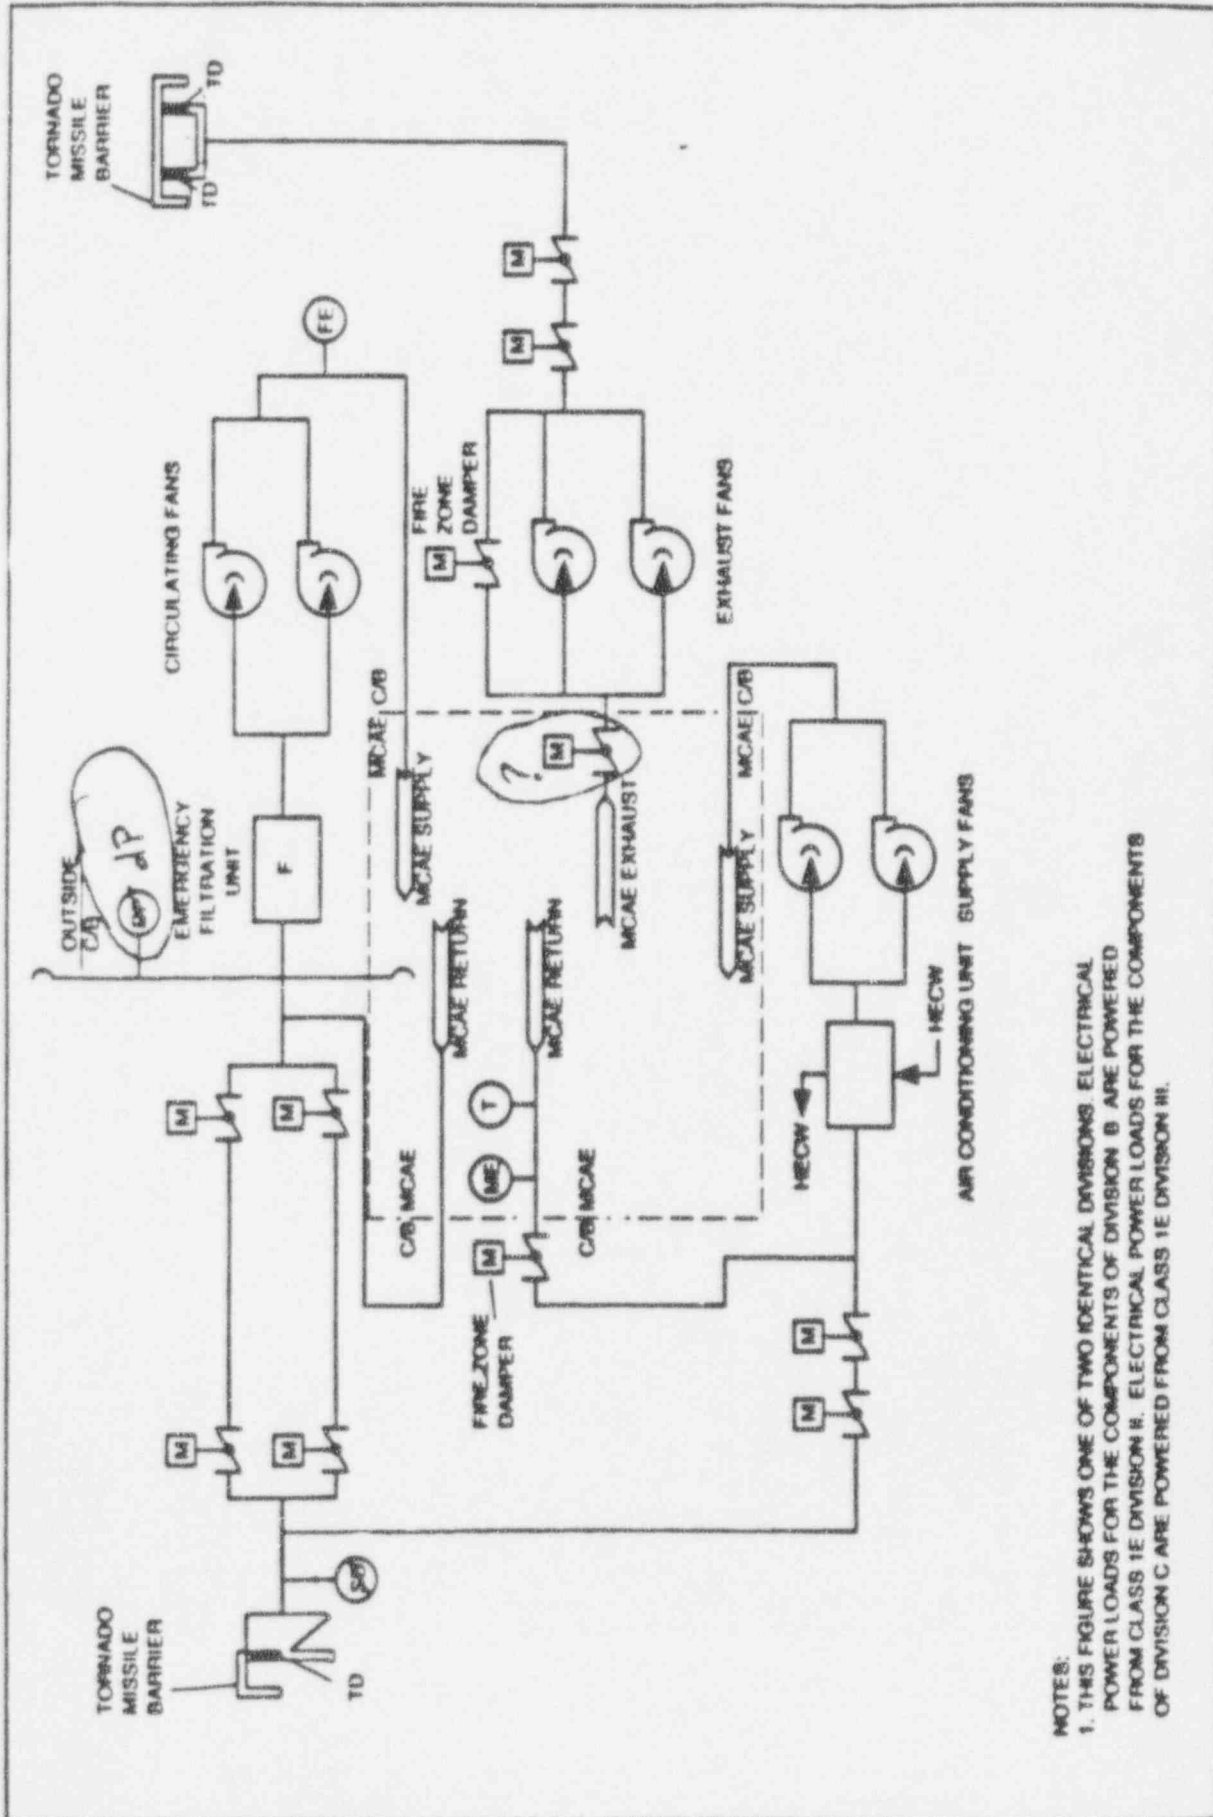 TORNADO
MISSILE
BARRIER
TD
M
M
M
M
OUTSIDE
C/B
dP
EMERGENCY
FILTRATION
UNIT
F
CIRCULATING FANS
FE
TORNADO
MISSILE
BARRIER
TD
TD
MCAE C/B
MCAE SUPPLY
C/B MCAE
MCAE RETURN
FIRE ZONE
DAMPER
M
MF
T
C/B MCAE
MCAE RETURN
?
M
MCAE EXHAUST
M
FIRE
ZONE
DAMPER
M
M
EXHAUST FANS
MCAE C/B
MCAE SUPPLY
M
M
HECW
HECW
AIR CONDITIONING UNIT
SUPPLY FANS
NOTES:
1. THIS FIGURE SHOWS ONE OF TWO IDENTICAL DIVISIONS. ELECTRICAL
POWER LOADS FOR THE COMPONENTS OF DIVISION B ARE POWERED
FROM CLASS 1E DIVISION II. ELECTRICAL POWER LOADS FOR THE COMPONENTS
OF DIVISION C ARE POWERED FROM CLASS 1E DIVISION III.